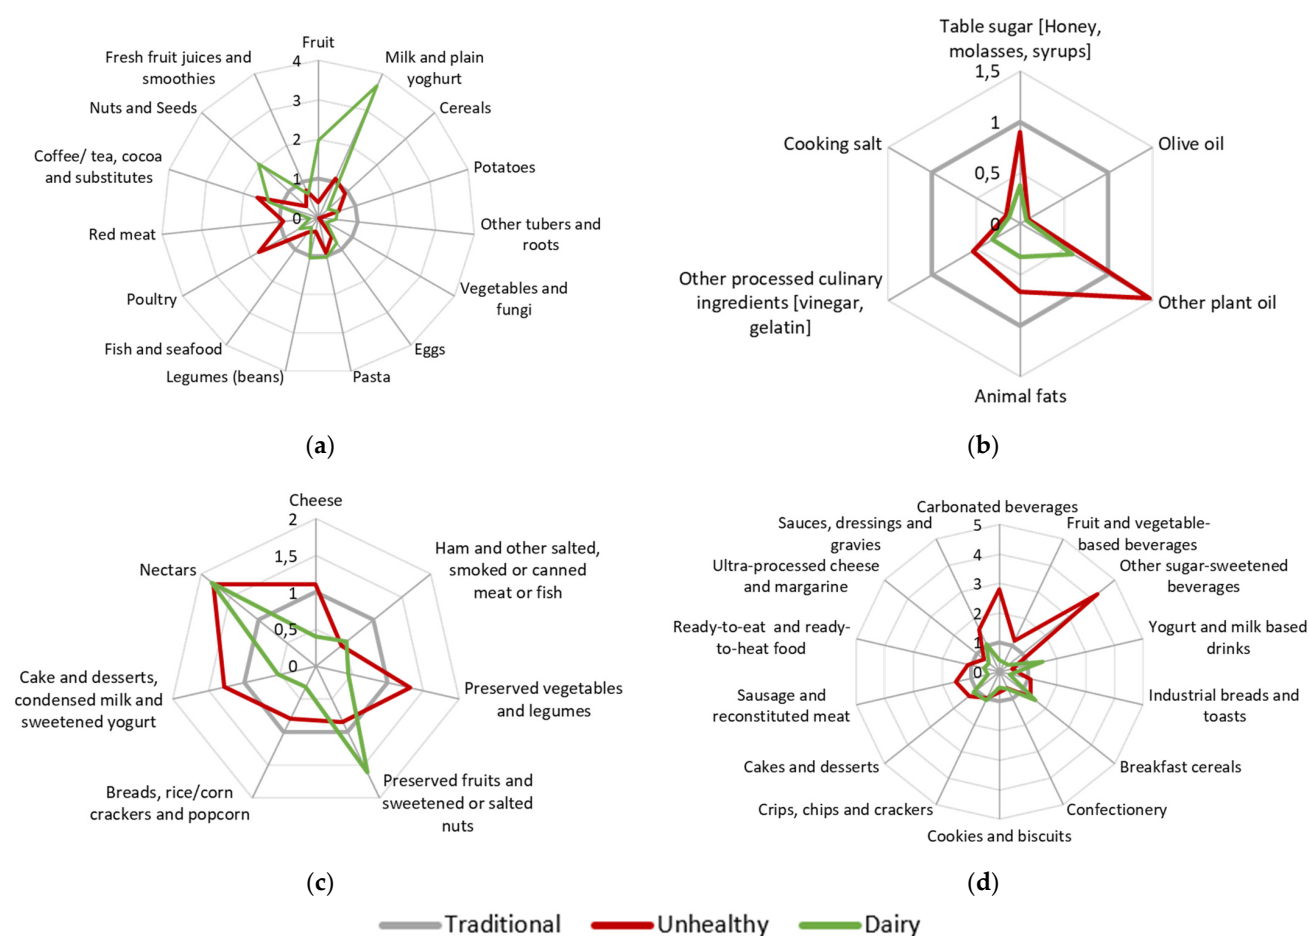 Fruit
4
3
2
1
0
Milk and plain
yoghurt
Cereals
Potatoes
Other tubers and
roots
Vegetables and
fungi
Eggs
Pasta
Legumes (beans)
Fish and seafood
Poultry
Red meat
Coffee/ tea, cocoa
and substitutes
Nuts and Seeds
Fresh fruit juices and
smoothies
(a)
Table sugar [Honey,
molasses, syrups]
1,5
1
0,5
0
Olive oil
Other plant oil
Animal fats
Other processed culinary
ingredients [vinegar,
gelatin]
Cooking salt
(b)
Cheese
2
1,5
1
0,5
0
Ham and other salted,
smoked or canned
meat or fish
Preserved vegetables
and legumes
Preserved fruits and
sweetened or salted
nuts
Breads, rice/corn
crackers and popcorn
Cake and desserts,
condensed milk and
sweetened yogurt
Nectars
(c)
Carbonated beverages
5
4
3
2
1
0
Fruit and vegetable-
based beverages
Other sugar-sweetened
beverages
Yogurt and milk based
drinks
Industrial breads and
toasts
Breakfast cereals
Confectionery
Cookies and biscuits
Crips, chips and crackers
Cakes and desserts
Sausage and
reconstituted meat
Ready-to-eat and ready-
to-heat food
Ultra-processed cheese
and margarine
Sauces, dressings and
gravies
(d)
Traditional
Unhealthy
Dairy